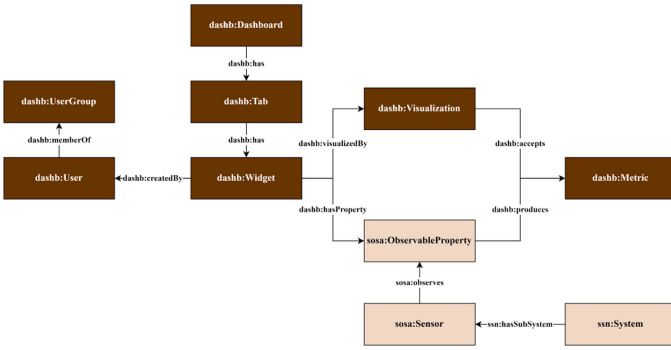 dashb:Dashboard
dashb:has
dashb:UserGroup
dashb:Tab
dashb:Visualization
dashb:memberOf
dashb:has
dashb:visualizedBy
dashb:accepts
dashb:User
dashb:createdBy
dashb:Widget
dashb:Metric
dashb:hasProperty
dashb:produces
sosa:ObservableProperty
sosa:observes
sosa:Sensor
ssn:hasSubSystem
ssn:System